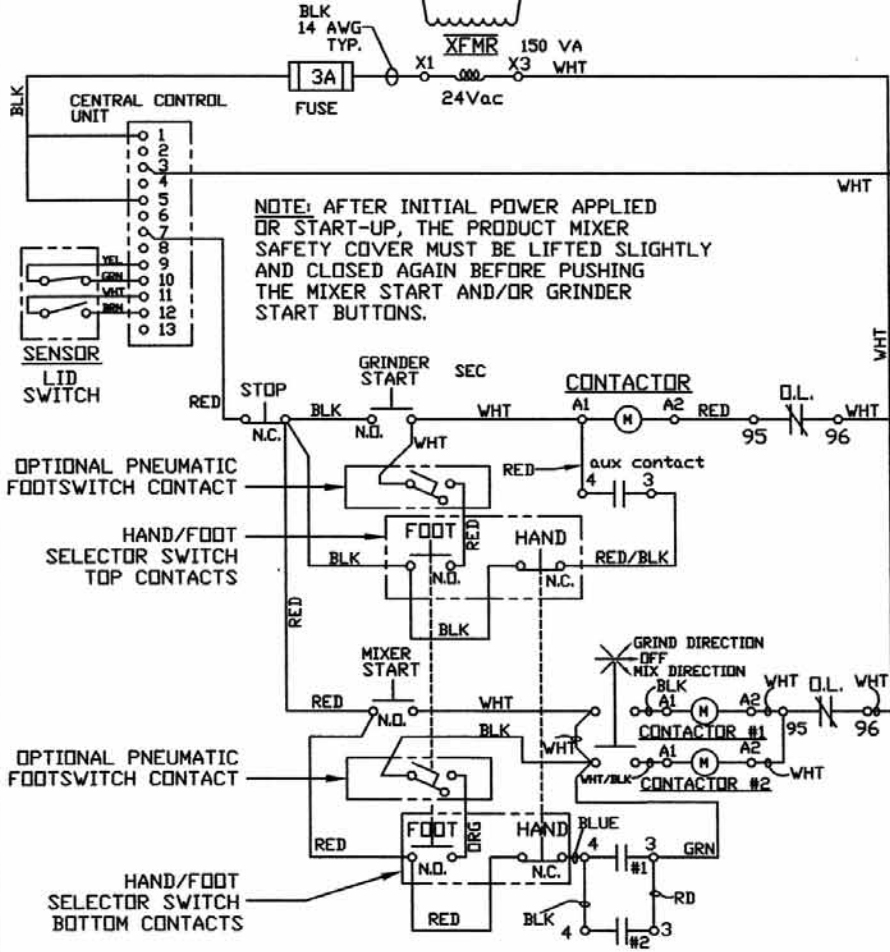 BLK
14 AWG
TYP.
XFMR 150 VA
X1 X3 WHT
3A
FUSE
24Vac
BLK
CENTRAL CONTROL
UNIT
1
2
3
4
5
6
7
8
9
10
11
12
13
WHT
YEL
GRN
WHT
BRN
SENSOR
LID
SWITCH
NOTE: AFTER INITIAL POWER APPLIED
OR START-UP, THE PRODUCT MIXER
SAFETY COVER MUST BE LIFTED SLIGHTLY
AND CLOSED AGAIN BEFORE PUSHING
THE MIXER START AND/OR GRINDER
START BUTTONS.
WHT
GRINDER
START
SEC
CONTACTOR
RED
STOP
N.C.
BLK
N.O.
WHT
A1
M
A2
RED
95
O.L.
96
WHT
WHT
OPTIONAL PNEUMATIC
FOOTSWITCH CONTACT
RED
aux contact
4 3
HAND/FOOT
SELECTOR SWITCH
TOP CONTACTS
FOOT
RED
HAND
BLK
N.O.
N.C.
RED/BLK
BLK
RED
MIXER
START
GRIND DIRECTION
OFF
MIX DIRECTION
RED
N.O.
WHT
BLK
A1
M
A2
WHT
95
O.L.
96
WHT
CONTACTOR #1
BLK
WHT
WHT/BLK
A1
M
A2
WHT
CONTACTOR #2
OPTIONAL PNEUMATIC
FOOTSWITCH CONTACT
RED
FOOT
ORG
HAND
BLUE
N.O.
N.C.
4 3
#1
GRN
HAND/FOOT
SELECTOR SWITCH
BOTTOM CONTACTS
RED
BLK
RD
4 3
#2